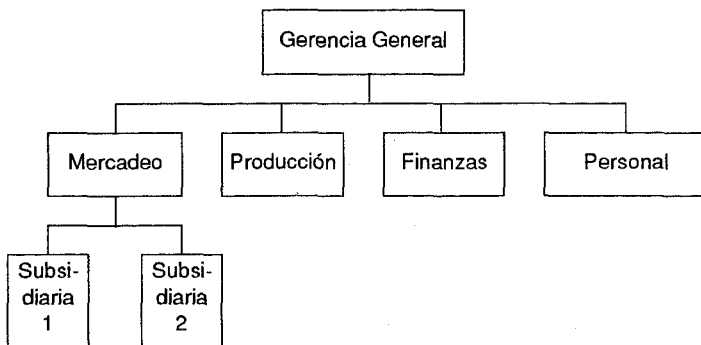 Gerencia General
Mercadeo
Producción
Finanzas
Personal
Subsi-
diaria
1
Subsi-
diaria
2